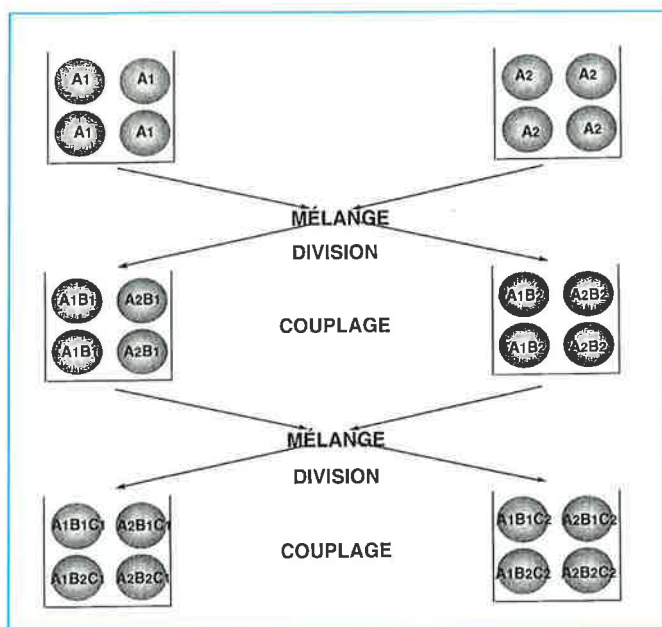 A1 A1 A2 A2
A1 A1 A2 A2
MÉLANGE
DIVISION
A1B1 A2B1 A1B2 A2B2
COUPLAGE
A1B1 A2B1 A1B2 A2B2
MÉLANGE
DIVISION
A1B1C1 A2B1C1 A1B1C2 A2B1C2
COUPLAGE
A1B2C1 A2B2C1 A1B2C2 A2B2C2